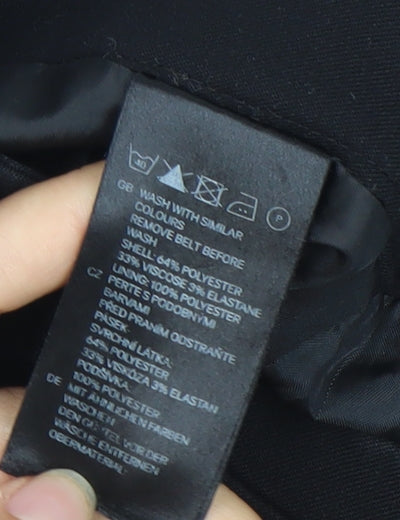 40
P
GB WASH WITH SIMILAR
COLOURS
REMOVE BELT BEFORE
WASH
SHELL: 64% POLYESTER
33% VISCOSE 3% ELASTANE
LINING: 100% POLYESTER
CZ PERTE S PODOBNÝMI
BARVAMI
PŘED PRANÍM ODSTRAŇTE
PÁSEK
SVRCHNÍ LÁTKA:
64% POLYESTER
33% VISKÓZA 3% ELASTAN
PODŠÍVKA:
100% POLYESTER
DE MIT ÄHNLICHEN FARBEN
WASCHEN
DEN GÜRTEL VOR DER
WÄSCHE ENTFERNEN
OBERMATERIAL: